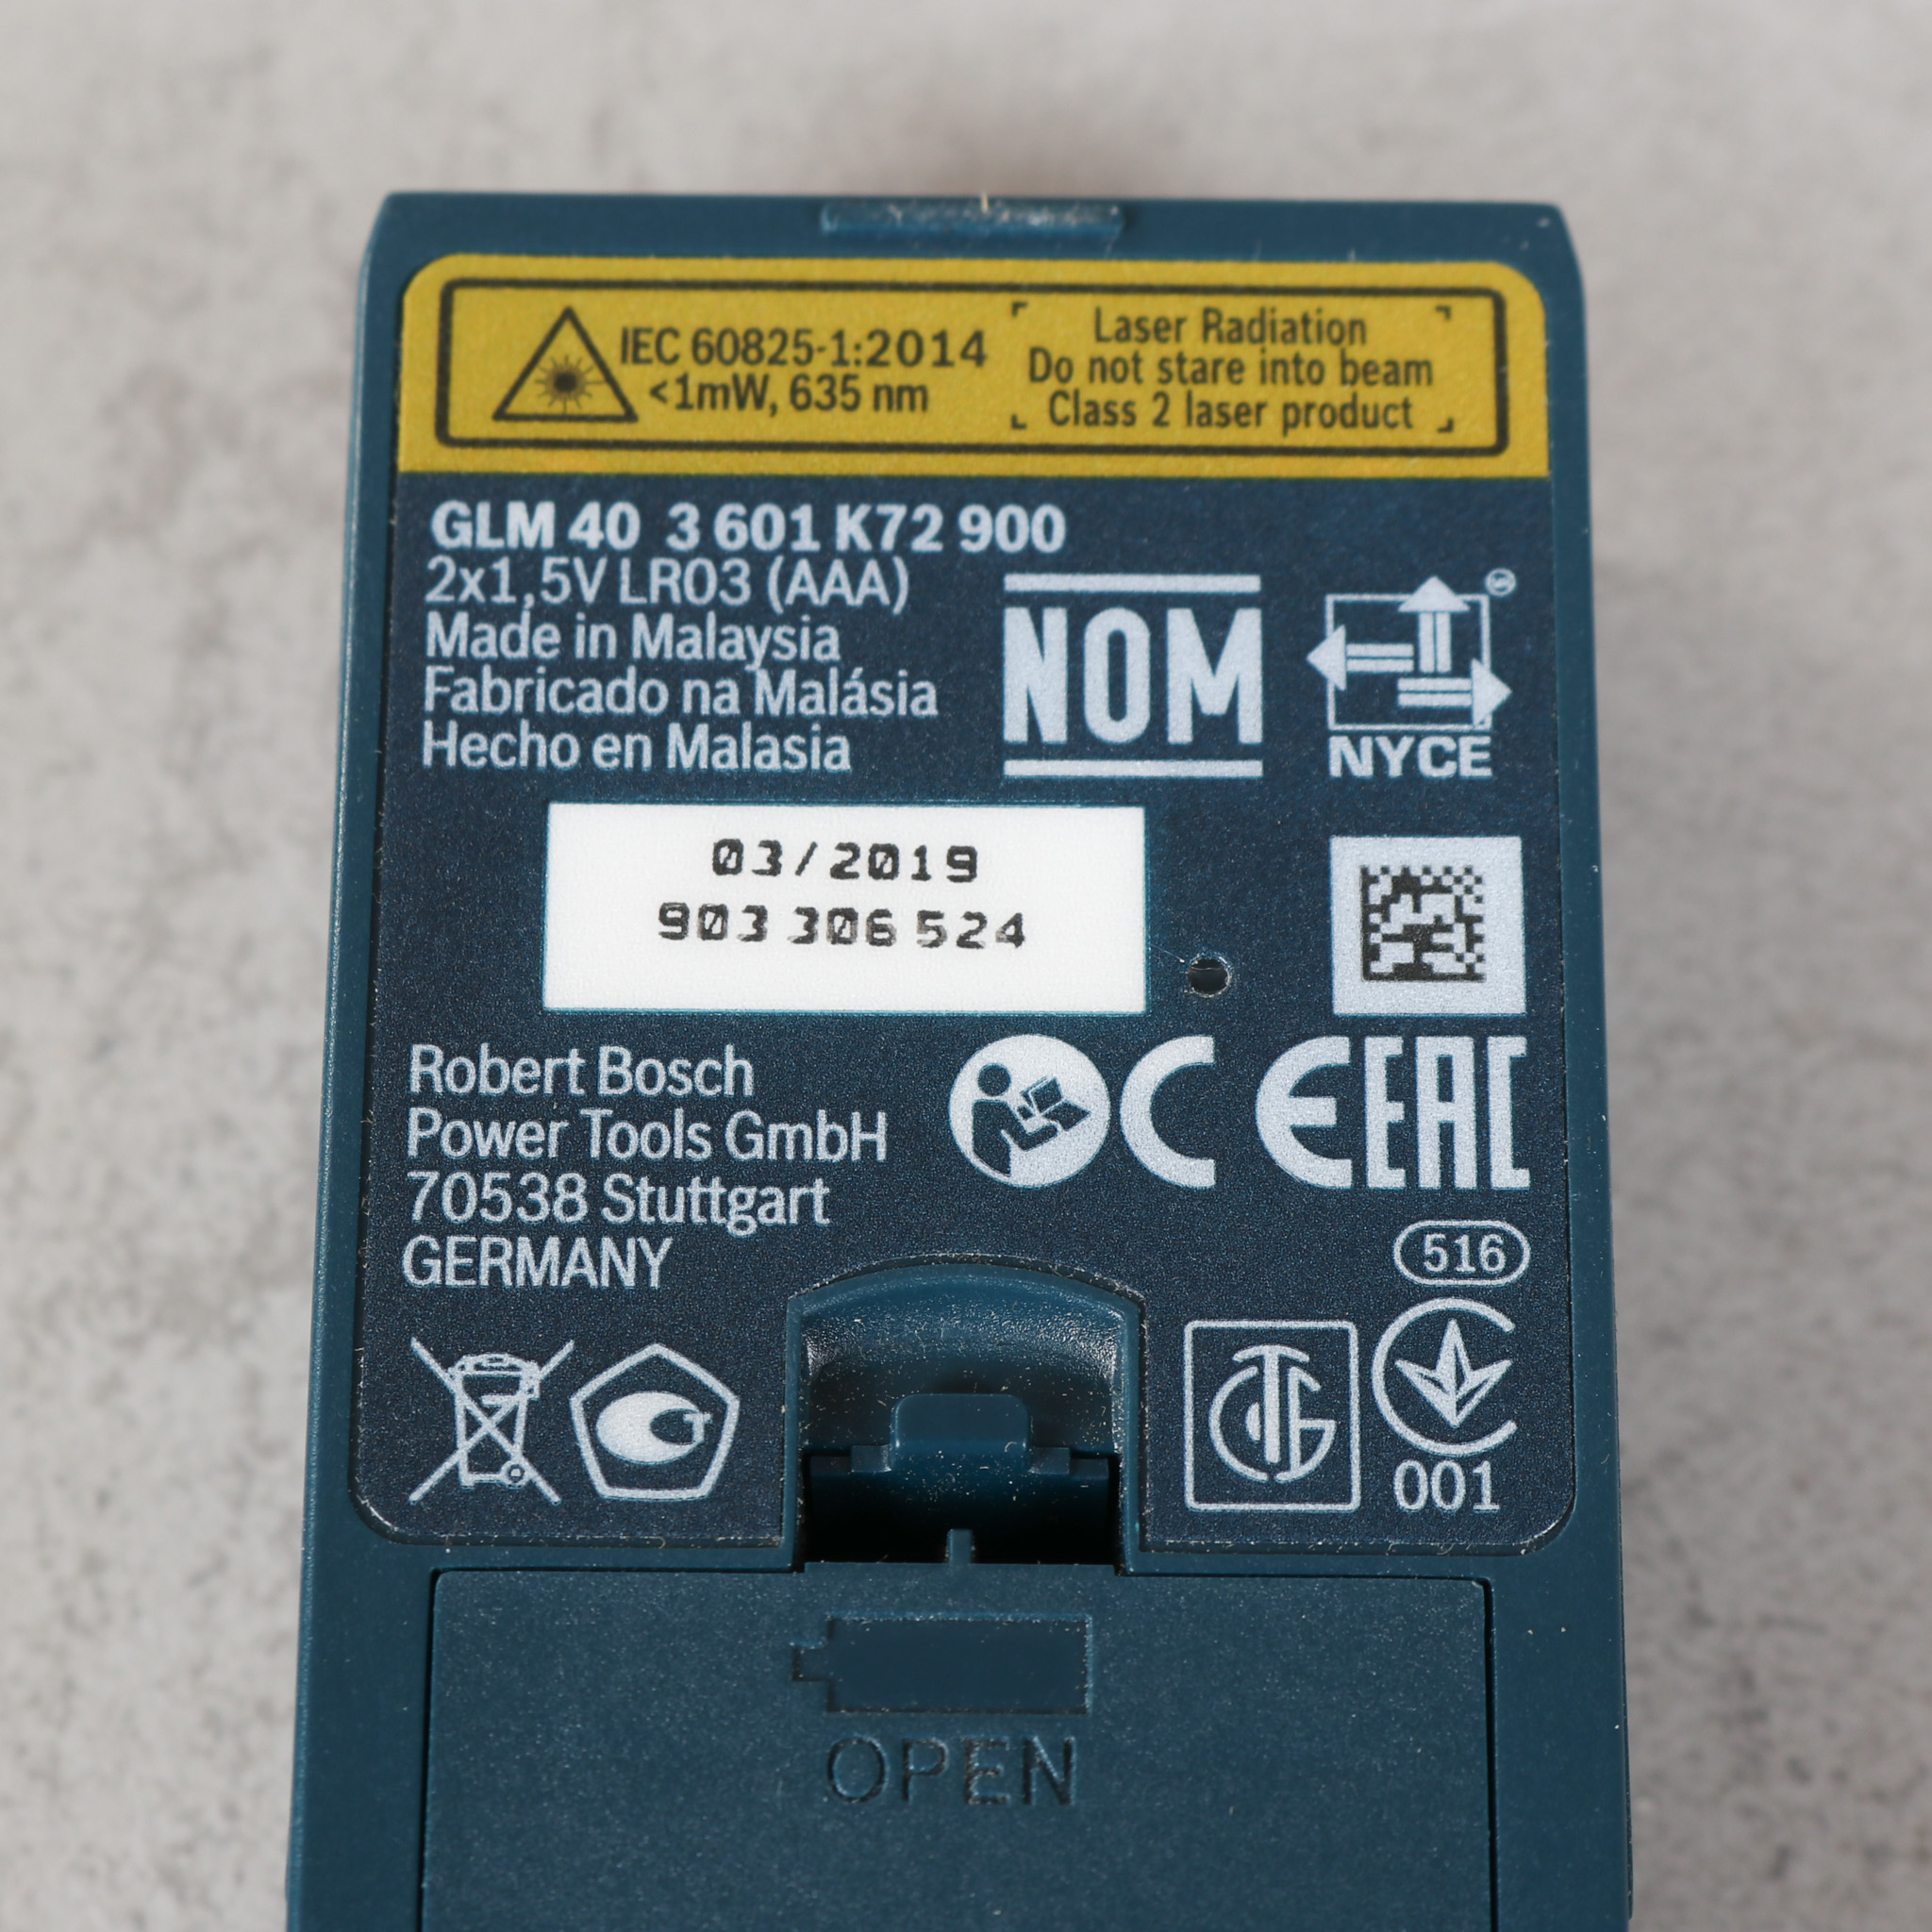 IEC 60825-1:2014
<1mW, 635 nm
Laser Radiation
Do not stare into beam
Class 2 laser product
GLM 40 3 601 K72 900
2x1,5V LR03 (AAA)
Made in Malaysia
Fabricado na Malásia
Hecho en Malasia
NOM
NYCE
03/2019
903 306 524
Robert Bosch
Power Tools GmbH
70538 Stuttgart
GERMANY
CE
EAC
516
001
OPEN